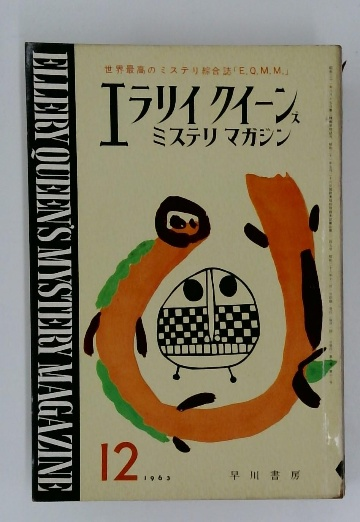 世界最高のミステリ綜合誌「E.Q.M.M.」
エラリイ クイーンズ
ミステリ マガジン
ELLERY QUEEN'S MYSTERY MAGAZINE
12 1963
早川書房